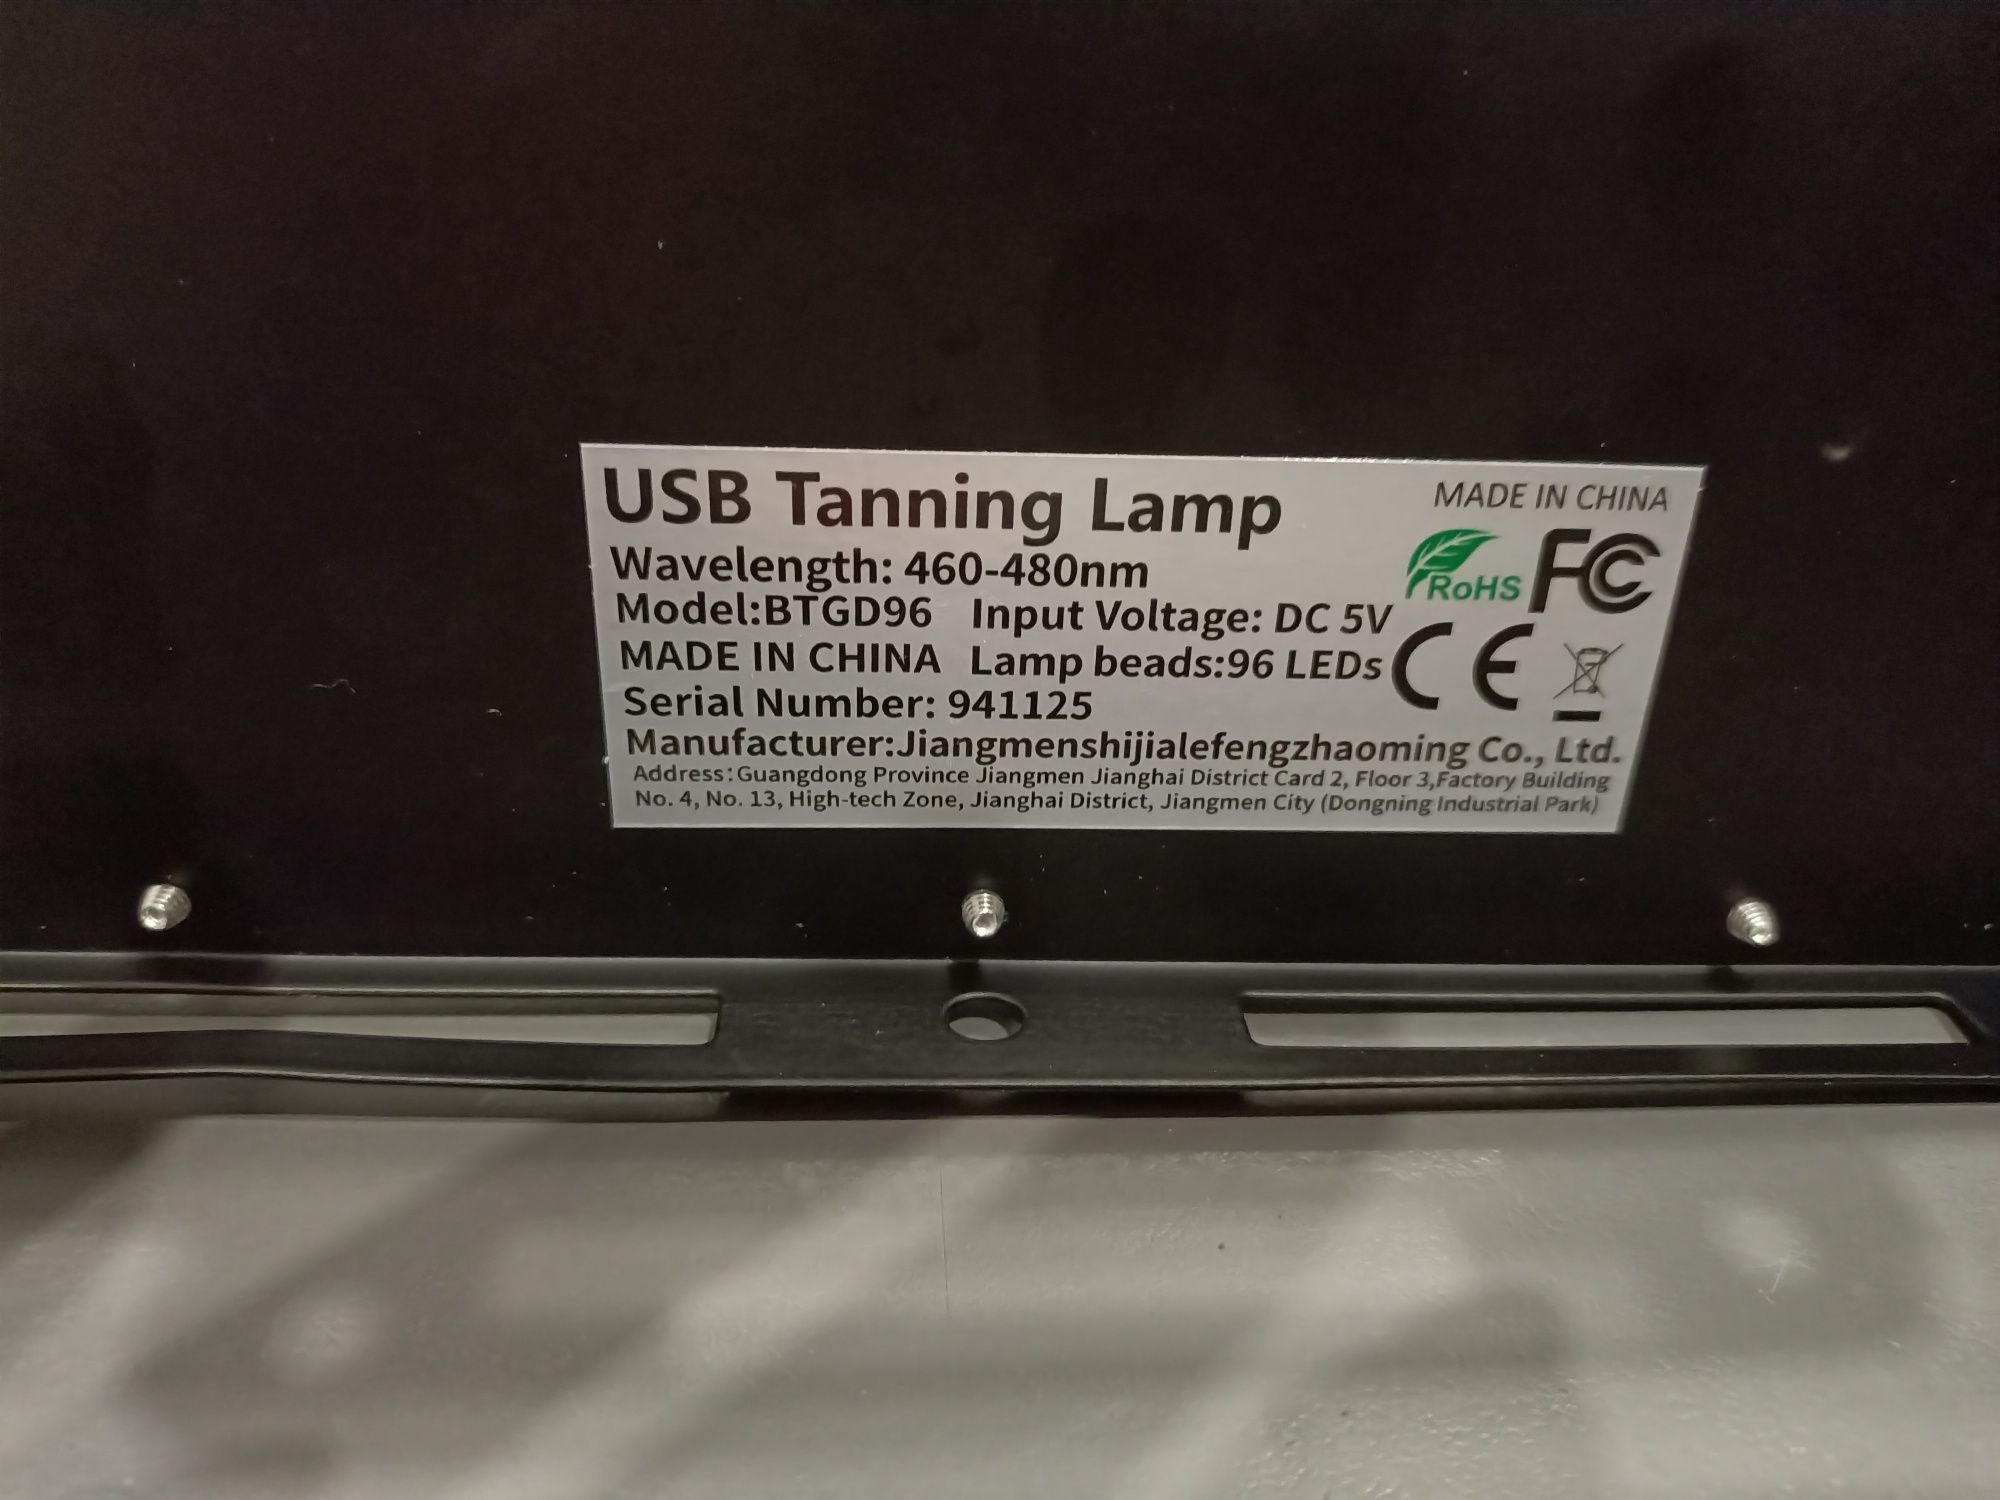 USB Tanning Lamp
MADE IN CHINA
Wavelength: 460-480nm
RoHS FC
Model:BTGD96 Input Voltage: DC 5V
MADE IN CHINA Lamp beads:96 LEDs
CE
Serial Number: 941125
Manufacturer:Jiangmenshijialefengzhaoming Co., Ltd.
Address:Guangdong Province Jiangmen Jianghai District Card 2, Floor 3,Factory Building
No. 4, No. 13, High-tech Zone, Jianghai District, Jiangmen City (Dongning Industrial Park)